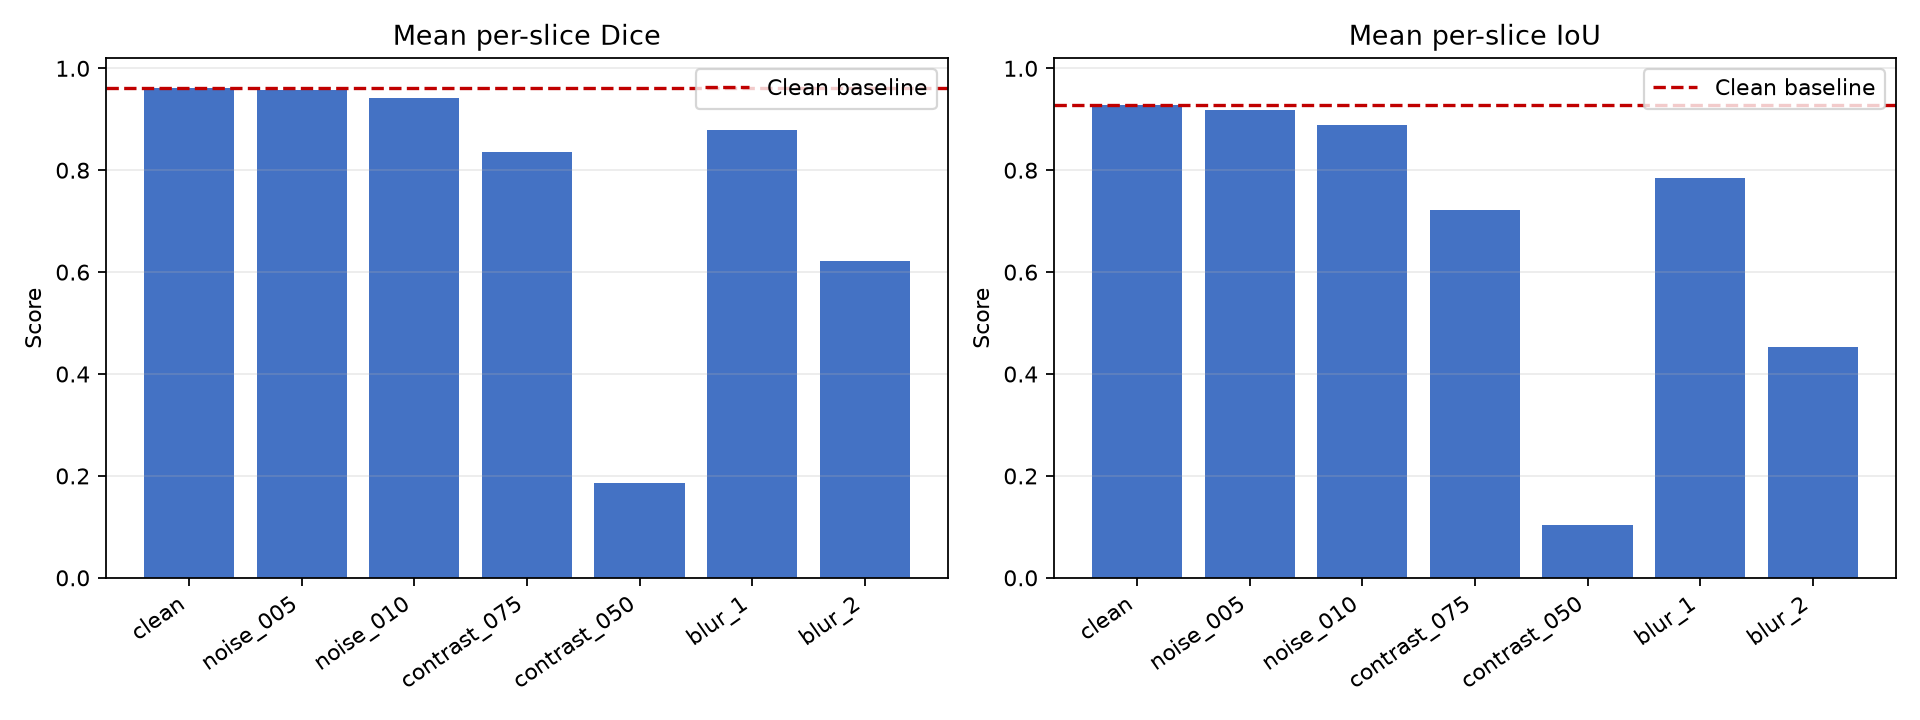 Mean per-slice Dice
Clean baseline
Score
1.0
0.8
0.6
0.4
0.2
0.0
clean
noise_005
noise_010
contrast_075
contrast_050
blur_1
blur_2
Mean per-slice IoU
Clean baseline
Score
1.0
0.8
0.6
0.4
0.2
0.0
clean
noise_005
noise_010
contrast_075
contrast_050
blur_1
blur_2